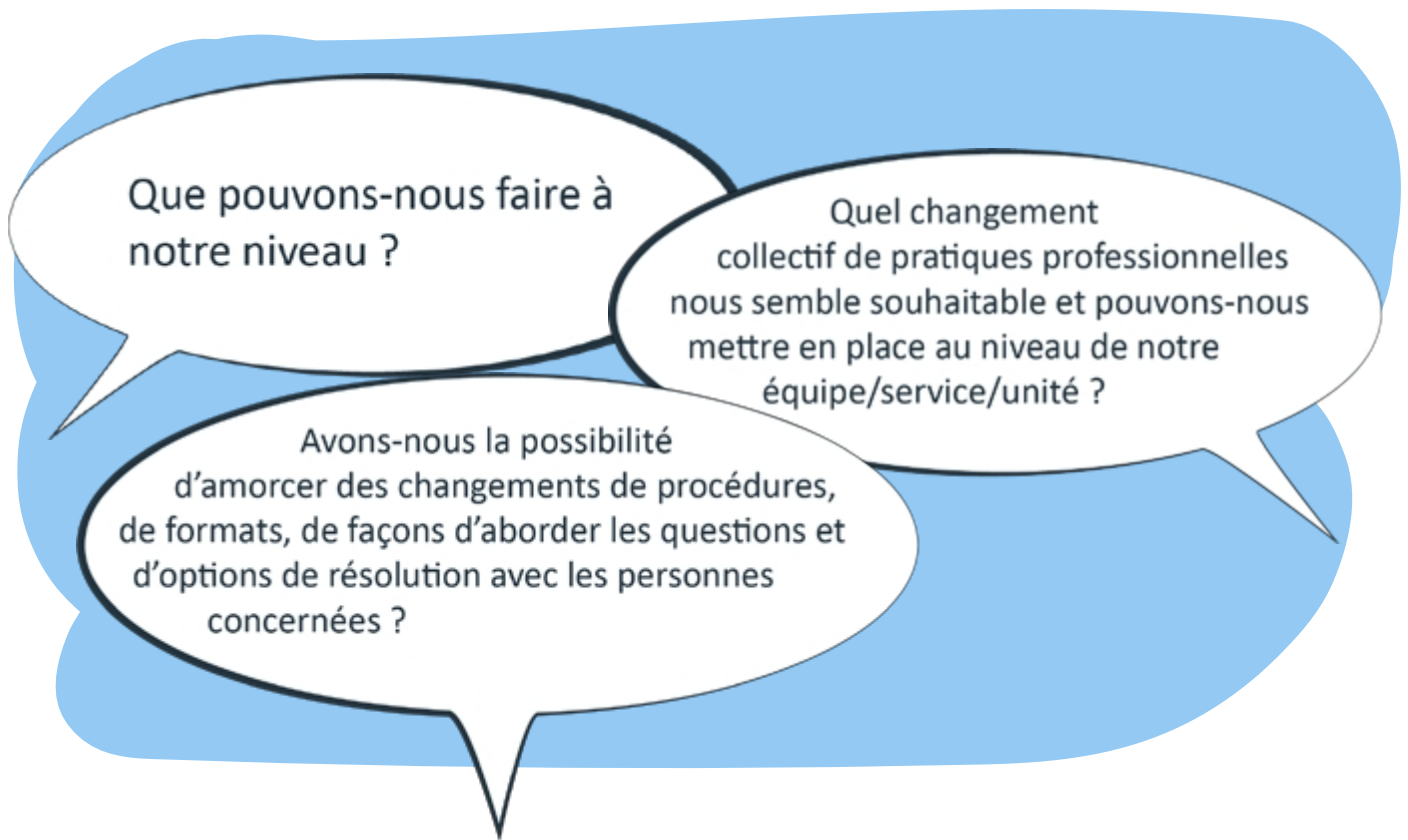 Que pouvons-nous faire à
notre niveau ?
Quel changement
collectif de pratiques professionnelles
nous semble souhaitable et pouvons-nous
mettre en place au niveau de notre
équipe/service/unité ?
Avons-nous la possibilité
d’amorcer des changements de procédures,
de formats, de façons d’aborder les questions et
d’options de résolution avec les personnes
concernées ?